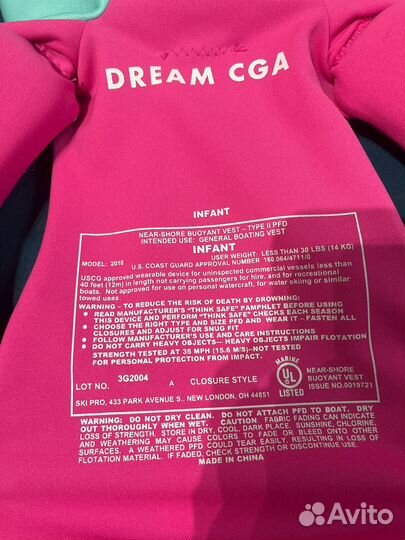 DREAM CGA
INFANT
NEAR-SHORE BUOYANT VEST – TYPE II PFD
INTENDED USE: GENERAL BOATING VEST
INFANT
USER WEIGHT: LESS THAN 30 LBS (14 KG)
MODEL: 2018 U.S. COAST GUARD APPROVAL NUMBER 160.064/4711/0
USCG approved wearable device for uninspected commercial vessels less than
40 feet (12m) in length not carrying passengers for hire, and for recreational
boats. Not approved for use on personal watercraft, for water skiing or similar
towed uses.
WARNING – TO REDUCE THE RISK OF DEATH BY DROWNING:
• READ MANUFACTURER'S "THINK SAFE" PAMPHLET BEFORE USING
THIS DEVICE AND PERFORM "THINK SAFE" CHECKS EACH SEASON
• CHOOSE THE RIGHT TYPE AND SIZE PFD AND WEAR IT – FASTEN ALL
CLOSURES AND ADJUST FOR SNUG FIT
• FOLLOW MANUFACTURER'S USE AND CARE INSTRUCTIONS
• DO NOT CARRY HEAVY OBJECTS– HEAVY OBJECTS IMPAIR FLOTATION
STRENGTH TESTED AT 35 MPH (15.6 M/S) – NOT TESTED
FOR PERSONAL PROTECTION FROM IMPACT.
LOT NO. 3G2004 A CLOSURE STYLE
SKI PRO, 433 PARK AVENUE S., NEW LONDON, OH 44851
MARINE
UL
LISTED
NEAR-SHORE
BUOYANT VEST
ISSUE NO.0019721
WARNING: DO NOT DRY CLEAN. DO NOT ATTACH PFD TO BOAT. DRY
OUT THOROUGHLY WHEN WET. CAUTION: FABRIC FADING CAN INDICATE
LOSS OF STRENGTH. STORE IN DRY, COOL, DARK PLACE. SUNSHINE, CHLORINE,
AND WEATHERING MAY CAUSE COLORS TO FADE OR BLEED ONTO OTHER
SURFACES. A WEATHERED PFD COULD TEAR EASILY, RESULTING IN LOSS OF
FLOTATION MATERIAL. IF FADED, CHECK STRENGTH OR DISCONTINUE USE.
MADE IN CHINA
Avito